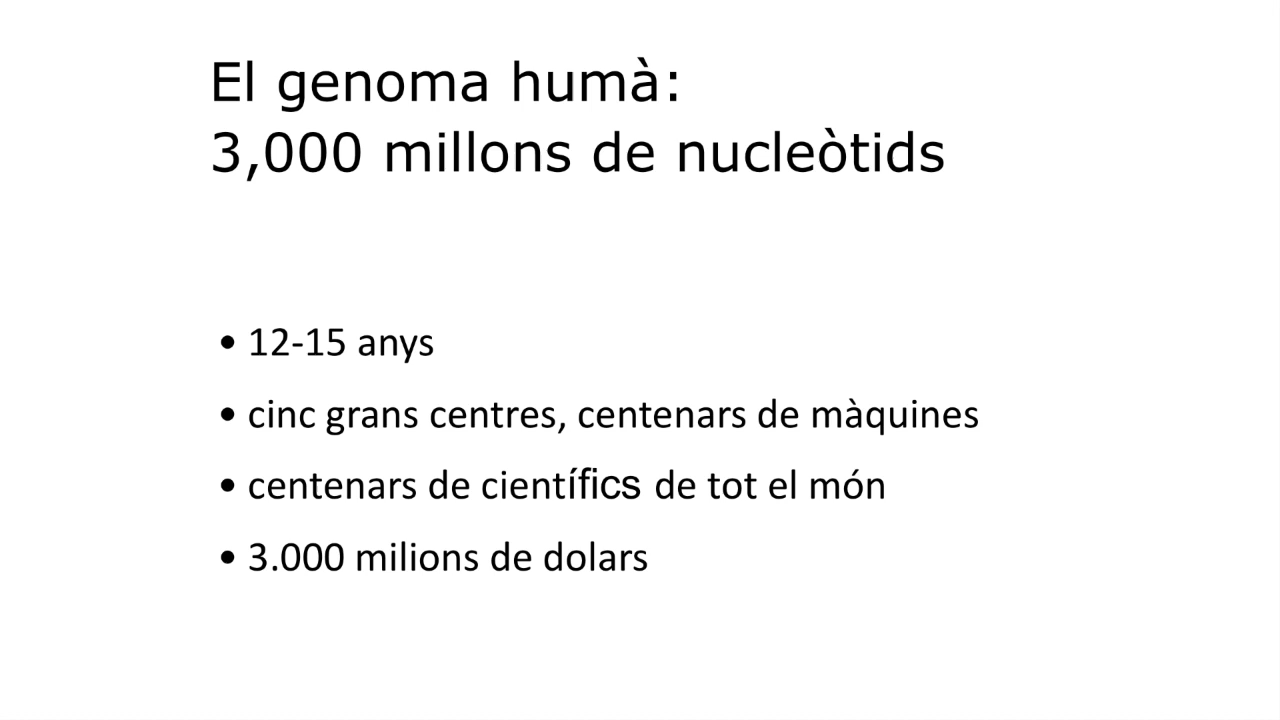 El genoma humà:
3,000 millons de nucleòtids
• 12-15 anys
• cinc grans centres, centenars de màquines
• centenars de científics de tot el món
• 3.000 milions de dolars